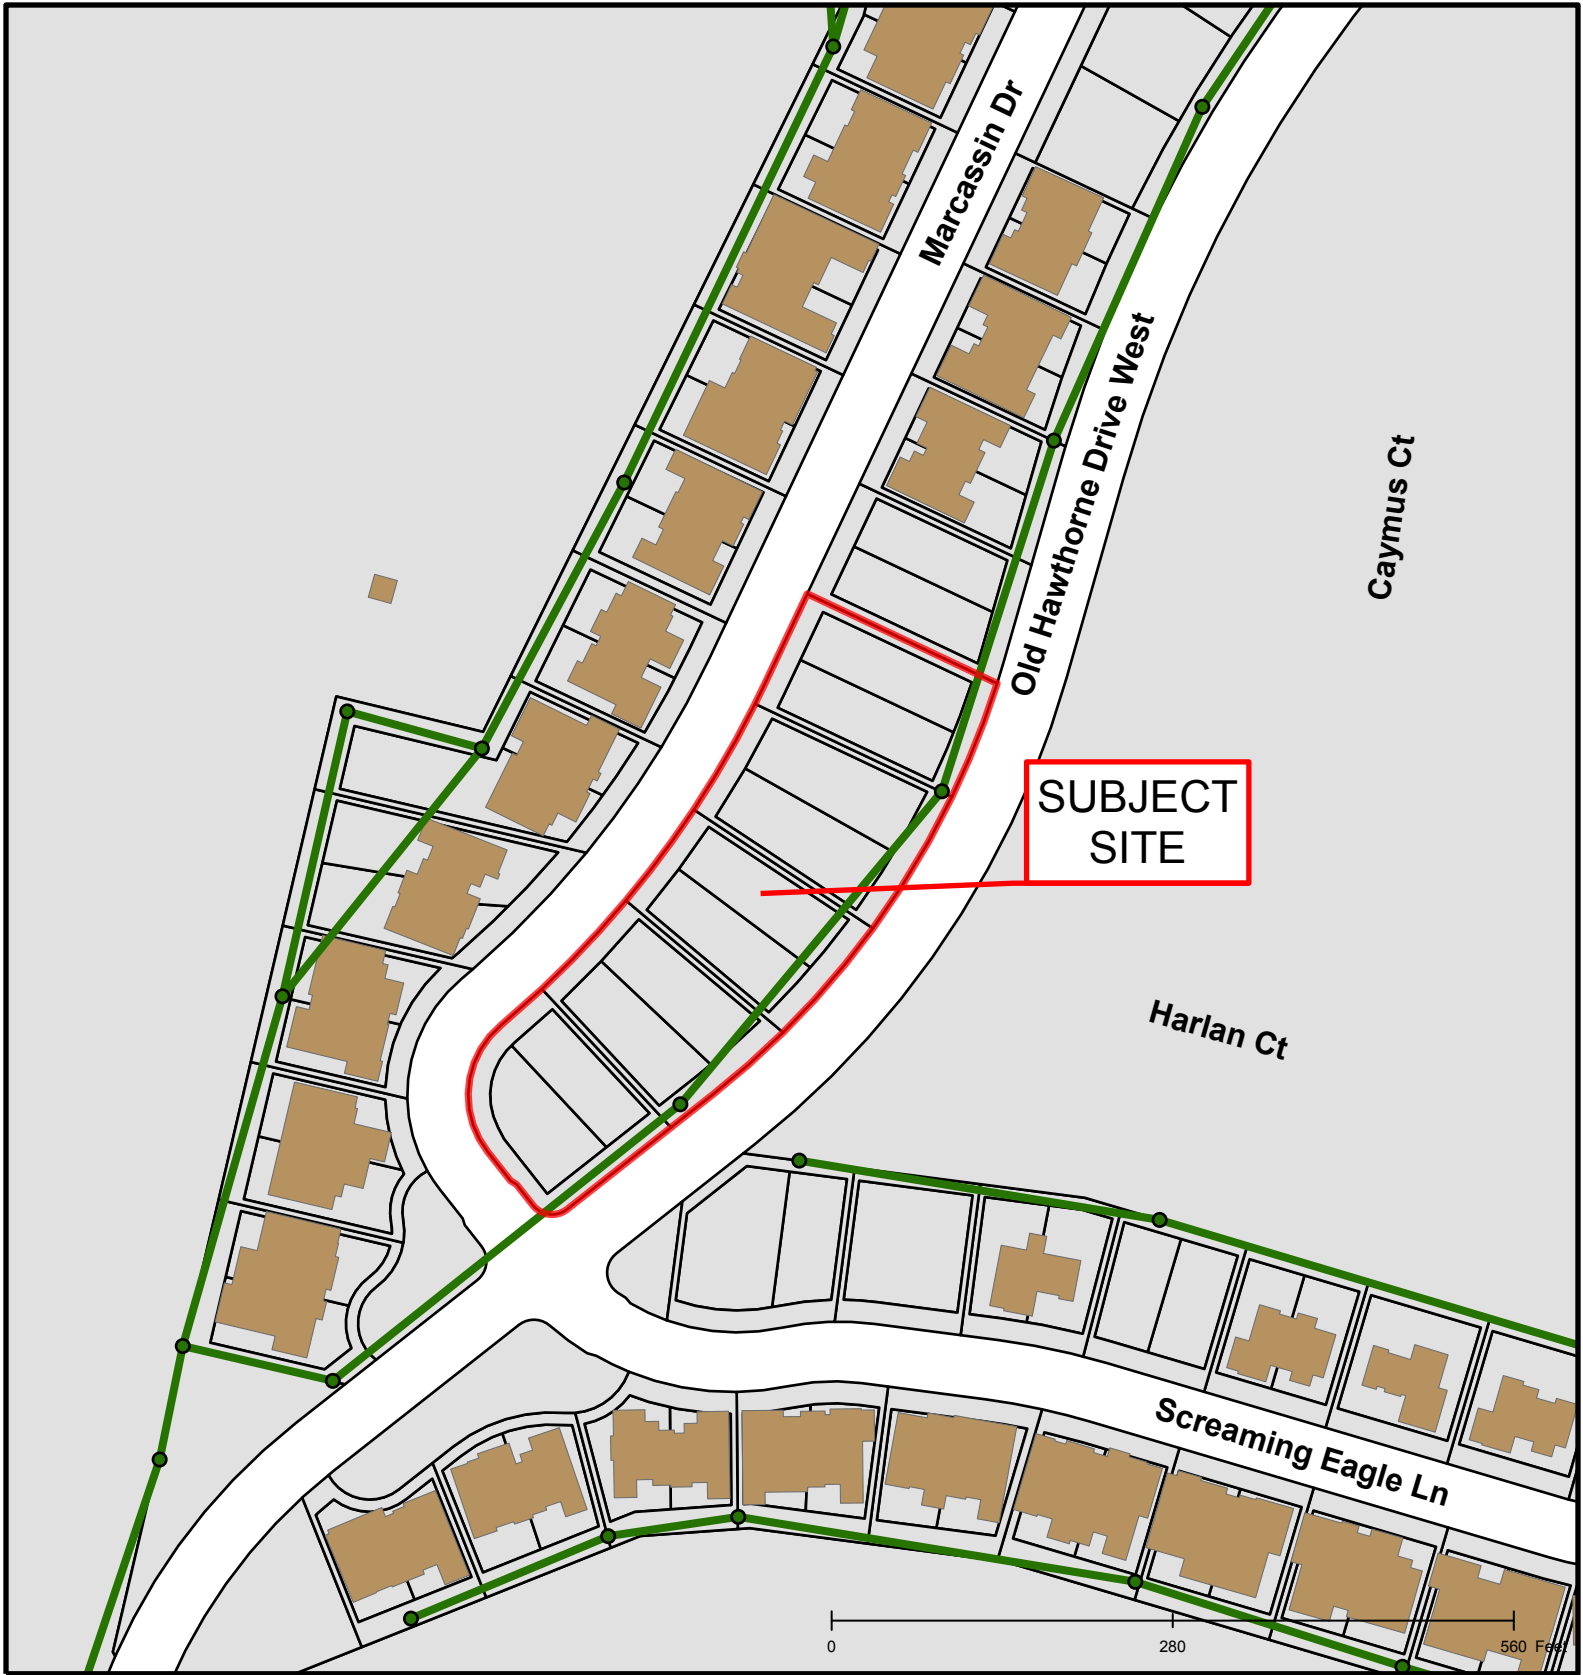 Marcassin Dr
Old Hawthorne Drive West
Caymus Ct
SUBJECT
SITE
Harlan Ct
Screaming Eagle Ln
0 280 560 Feet